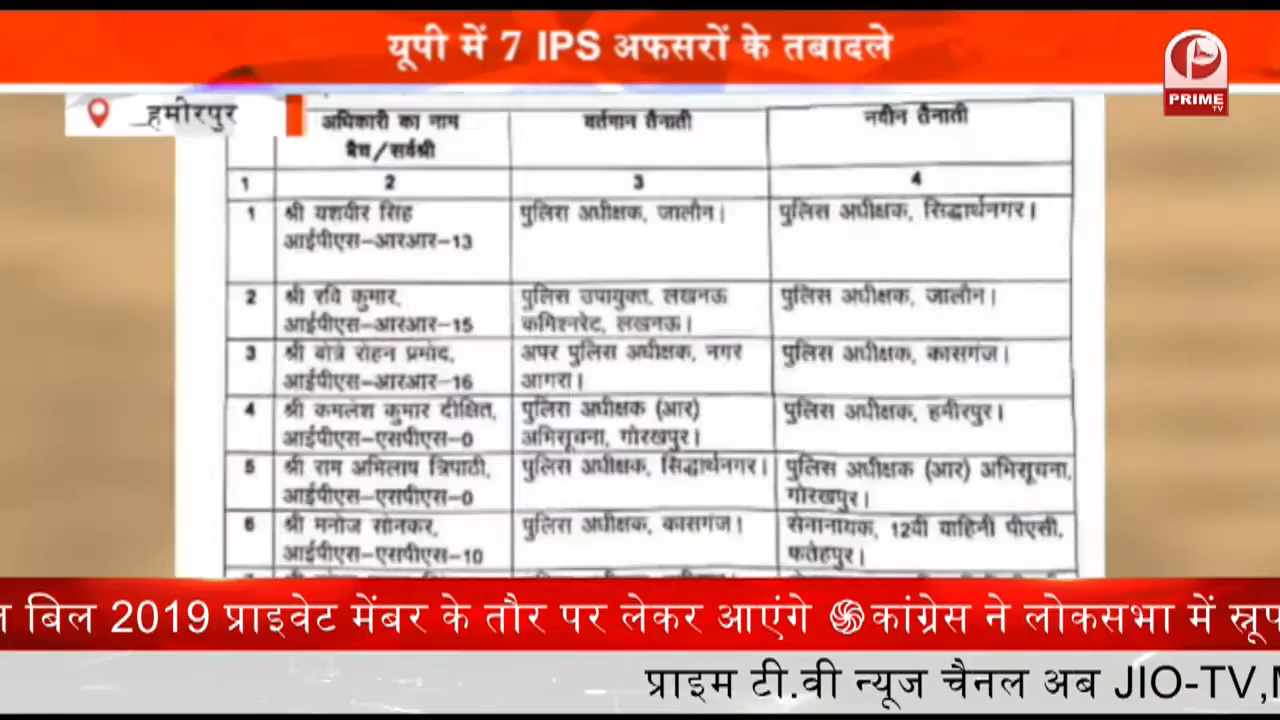 यूपी में 7 IPS अफसरों के तबादले
PRIME
TV
हमीरपुर
अधिकारी का नाम
बैच/सर्वश्री
वर्तमान तैनाती
नवीन तैनाती
1 2 3 4
1 श्री यशवीर सिंह पुलिस अधीक्षक, जालौन। पुलिस अधीक्षक, सिद्धार्थनगर।
आईपीएस-आरआर-13
2 श्री रवि कुमार, पुलिस उपायुक्त, लखनऊ पुलिस अधीक्षक, जालौन।
आईपीएस-आरआर-15 कमिश्नरेट, लखनऊ।
3 श्री बोत्रे रोहन प्रमोद, अपर पुलिस अधीक्षक, नगर पुलिस अधीक्षक, कासगंज।
आईपीएस-आरआर-16 आगरा।
4 श्री कमलेश कुमार दीक्षित, पुलिस अधीक्षक (आर) पुलिस अधीक्षक, हमीरपुर।
आईपीएस-एसपीएस-0 अभिसूचना, गोरखपुर।
5 श्री राम अभिलाष त्रिपाठी, पुलिस अधीक्षक, सिद्धार्थनगर। पुलिस अधीक्षक (आर) अभिसूचना,
आईपीएस-एसपीएस-0 गोरखपुर।
6 श्री मनोज सोनकर, पुलिस अधीक्षक, कासगंज। सेनानायक, 12वी वाहिनी पीएसी,
आईपीएस-एसपीएस-10 फतेहपुर।
बिल 2019 प्राइवेट मेंबर के तौर पर लेकर आएंगे कांग्रेस ने लोकसभा में
प्राइम टी.वी न्यूज चैनल अब JIO-TV,